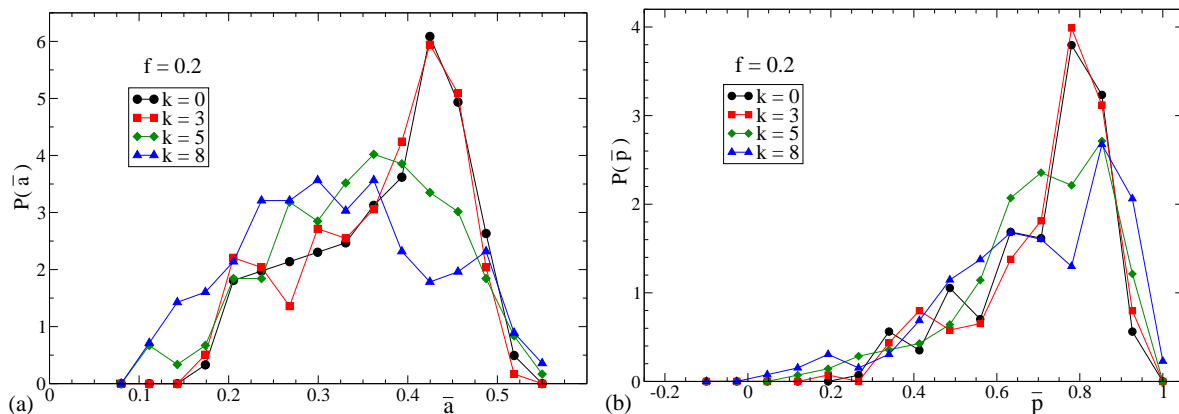 6
5
4
3
2
1
0
P( ā )
f = 0.2
k = 0
k = 3
k = 5
k = 8
0.1 0.2 0.3 0.4 0.5
ā
(a)
4
3
2
1
0
P( p̄ )
f = 0.2
k = 0
k = 3
k = 5
k = 8
-0.2 0 0.2 0.4 0.6 0.8 1
p̄
(b)